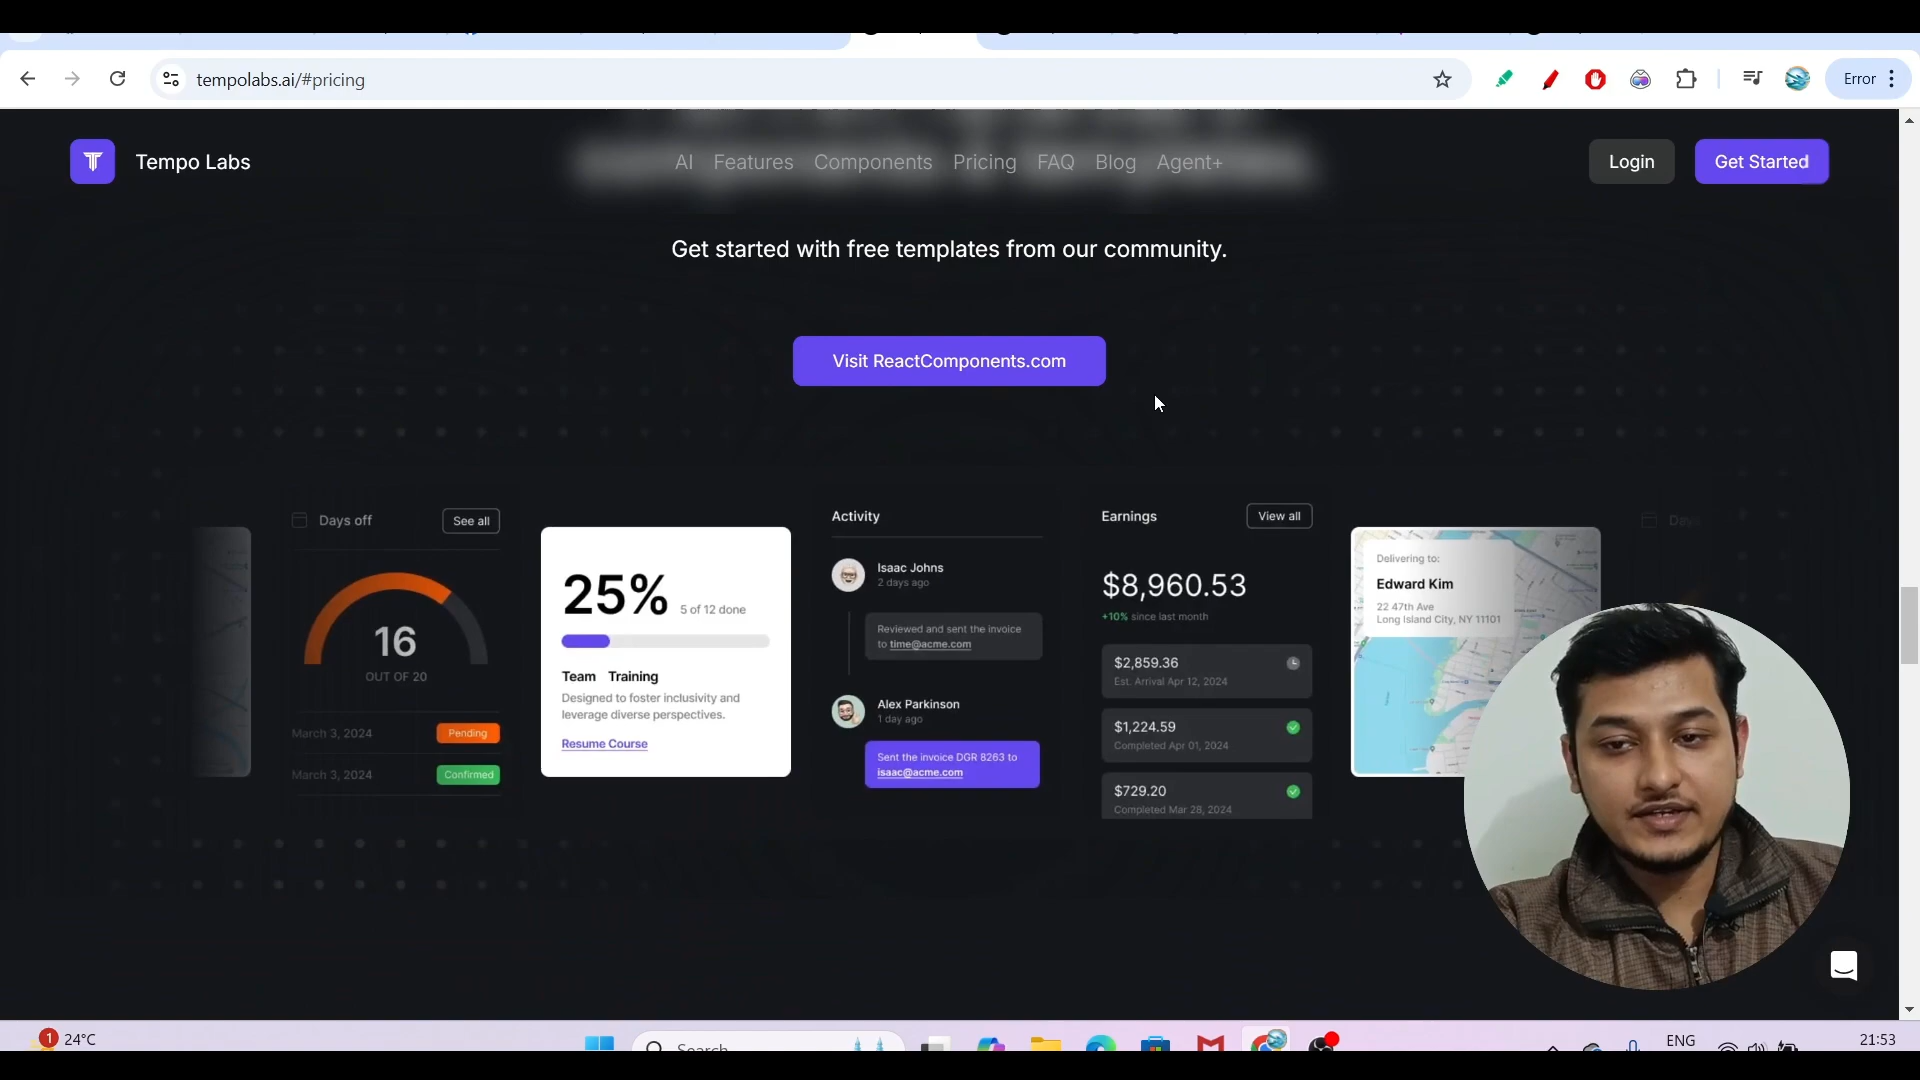 tempolabs.ai/#pricing
Error
Tempo Labs
AI Features Components Pricing FAQ Blog Agent+
Login
Get Started
Get started with free templates from our community.
Visit ReactComponents.com
Days off
See all
16
OUT OF 20
March 3, 2024
Pending
March 3, 2024
Confirmed
25%
5 of 12 done
Team Training
Designed to foster inclusivity and
leverage diverse perspectives.
Resume Course
Activity
Isaac Johns
2 days ago
Reviewed and sent the invoice
to time@acme.com
Alex Parkinson
1 day ago
Sent the invoice DGR 8263 to
isaac@acme.com
Earnings
View all
$8,960.53
+10% since last month
$2,859.36
Est. Arrival Apr 12, 2024
$1,224.59
Completed Apr 01, 2024
$729.20
Completed Mar 28, 2024
Delivering to:
Edward Kim
22 47th Ave
Long Island City, NY 11101
1
24°C
Search
ENG
21:53